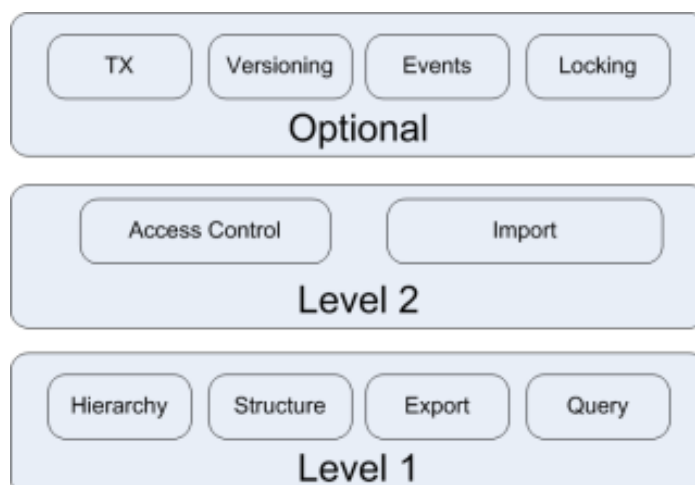 TX Versioning Events Locking
Optional
Access Control Import
Level 2
Hierarchy Structure Export Query
Level 1